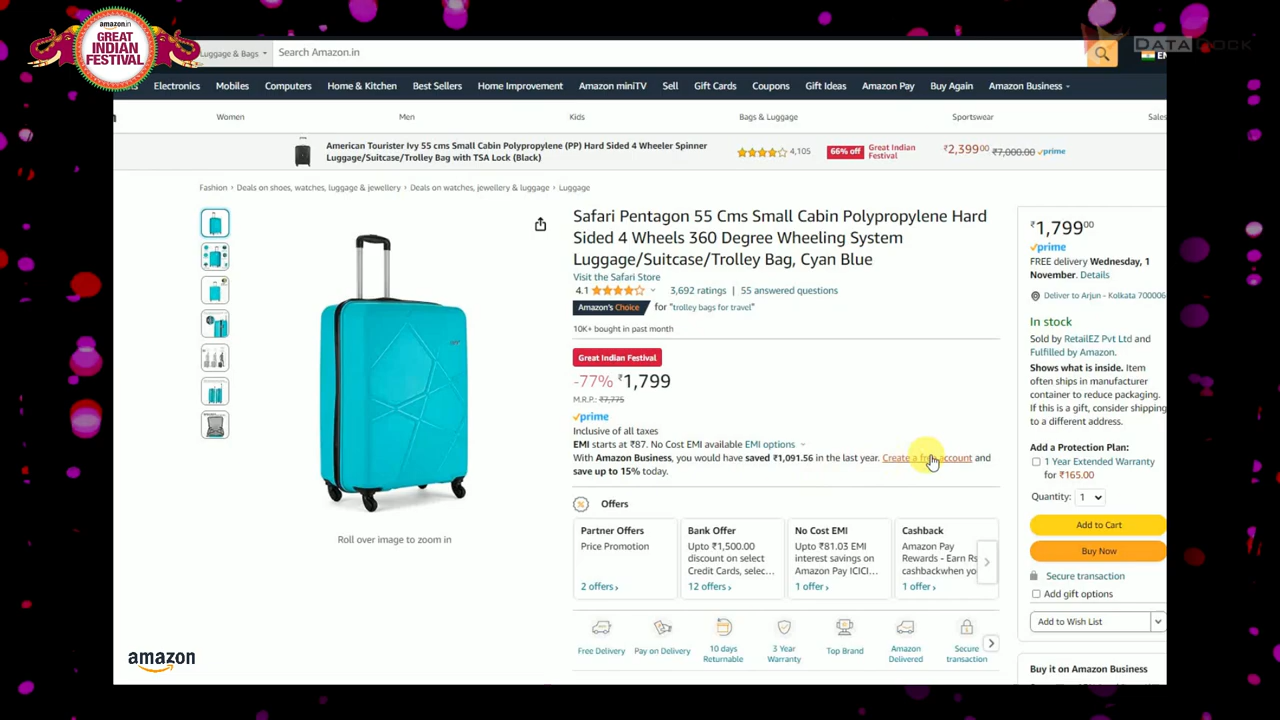 amazon.in
GREAT
INDIAN
FESTIVAL
Luggage & Bags
Search Amazon.in
DATADOCK
Electronics
Mobiles
Computers
Home & Kitchen
Best Sellers
Home Improvement
Amazon miniTV
Sell
Gift Cards
Coupons
Gift Ideas
Amazon Pay
Buy Again
Amazon Business
Women
Men
Kids
Bags & Luggage
Sportswear
American Tourister Ivy 55 cms Small Cabin Polypropylene (PP) Hard Sided 4 Wheeler Spinner
Luggage/Suitcase/Trolley Bag with TSA Lock (Black)
4,105
66% off
Great Indian
Festival
₹2,399.00 ₹7,000.00 prime
Fashion › Deals on shoes, watches, luggage & jewellery › Deals on watches, jewellery & luggage › Luggage
Safari Pentagon 55 Cms Small Cabin Polypropylene Hard
Sided 4 Wheels 360 Degree Wheeling System
Luggage/Suitcase/Trolley Bag, Cyan Blue
Visit the Safari Store
4.1 3,692 ratings | 55 answered questions
Amazon's Choice for "trolley bags for travel"
10K+ bought in past month
Great Indian Festival
-77% ₹1,799
M.R.P.: ₹7,775
prime
Inclusive of all taxes
EMI starts at ₹87. No Cost EMI available EMI options
With Amazon Business, you would have saved ₹1,091.56 in the last year. Create a free account and
save up to 15% today.
Offers
Partner Offers
Price Promotion
2 offers ›
Bank Offer
Upto ₹1,500.00
discount on select
Credit Cards, selec...
12 offers ›
No Cost EMI
Upto ₹81.03 EMI
interest savings on
Amazon Pay ICICI...
1 offer ›
Cashback
Amazon Pay
Rewards - Earn Rs
cashbackwhen you
1 offer ›
Free Delivery
Pay on Delivery
10 days
Returnable
3 Year
Warranty
Top Brand
Amazon
Delivered
Secure
transaction
Roll over image to zoom in
amazon
₹1,799.00
prime
FREE delivery Wednesday, 1
November. Details
Deliver to Arjun - Kolkata 700006
In stock
Sold by RetailEZ Pvt Ltd and
Fulfilled by Amazon.
Shows what is inside. Item
often ships in manufacturer
container to reduce packaging.
If this is a gift, consider shipping
to a different address.
Add a Protection Plan:
1 Year Extended Warranty
for ₹165.00
Quantity: 1
Add to Cart
Buy Now
Secure transaction
Add gift options
Add to Wish List
Buy it on Amazon Business